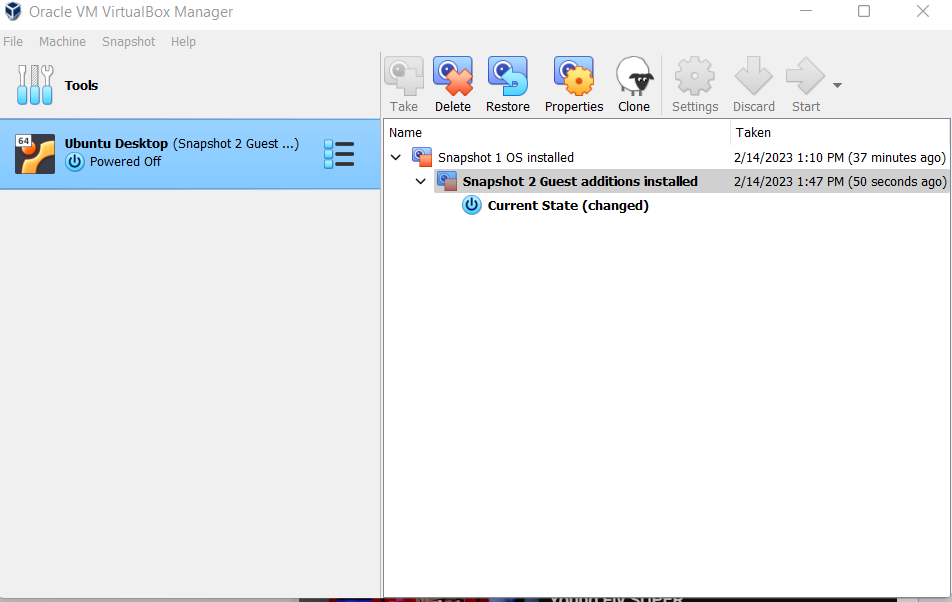 Oracle VM VirtualBox Manager
File Machine Snapshot Help
Tools
Take Delete Restore Properties Clone Settings Discard Start
64
Ubuntu Desktop (Snapshot 2 Guest ...)
Powered Off
Name Taken
Snapshot 1 OS installed 2/14/2023 1:10 PM (37 minutes ago)
Snapshot 2 Guest additions installed 2/14/2023 1:47 PM (50 seconds ago)
Current State (changed)